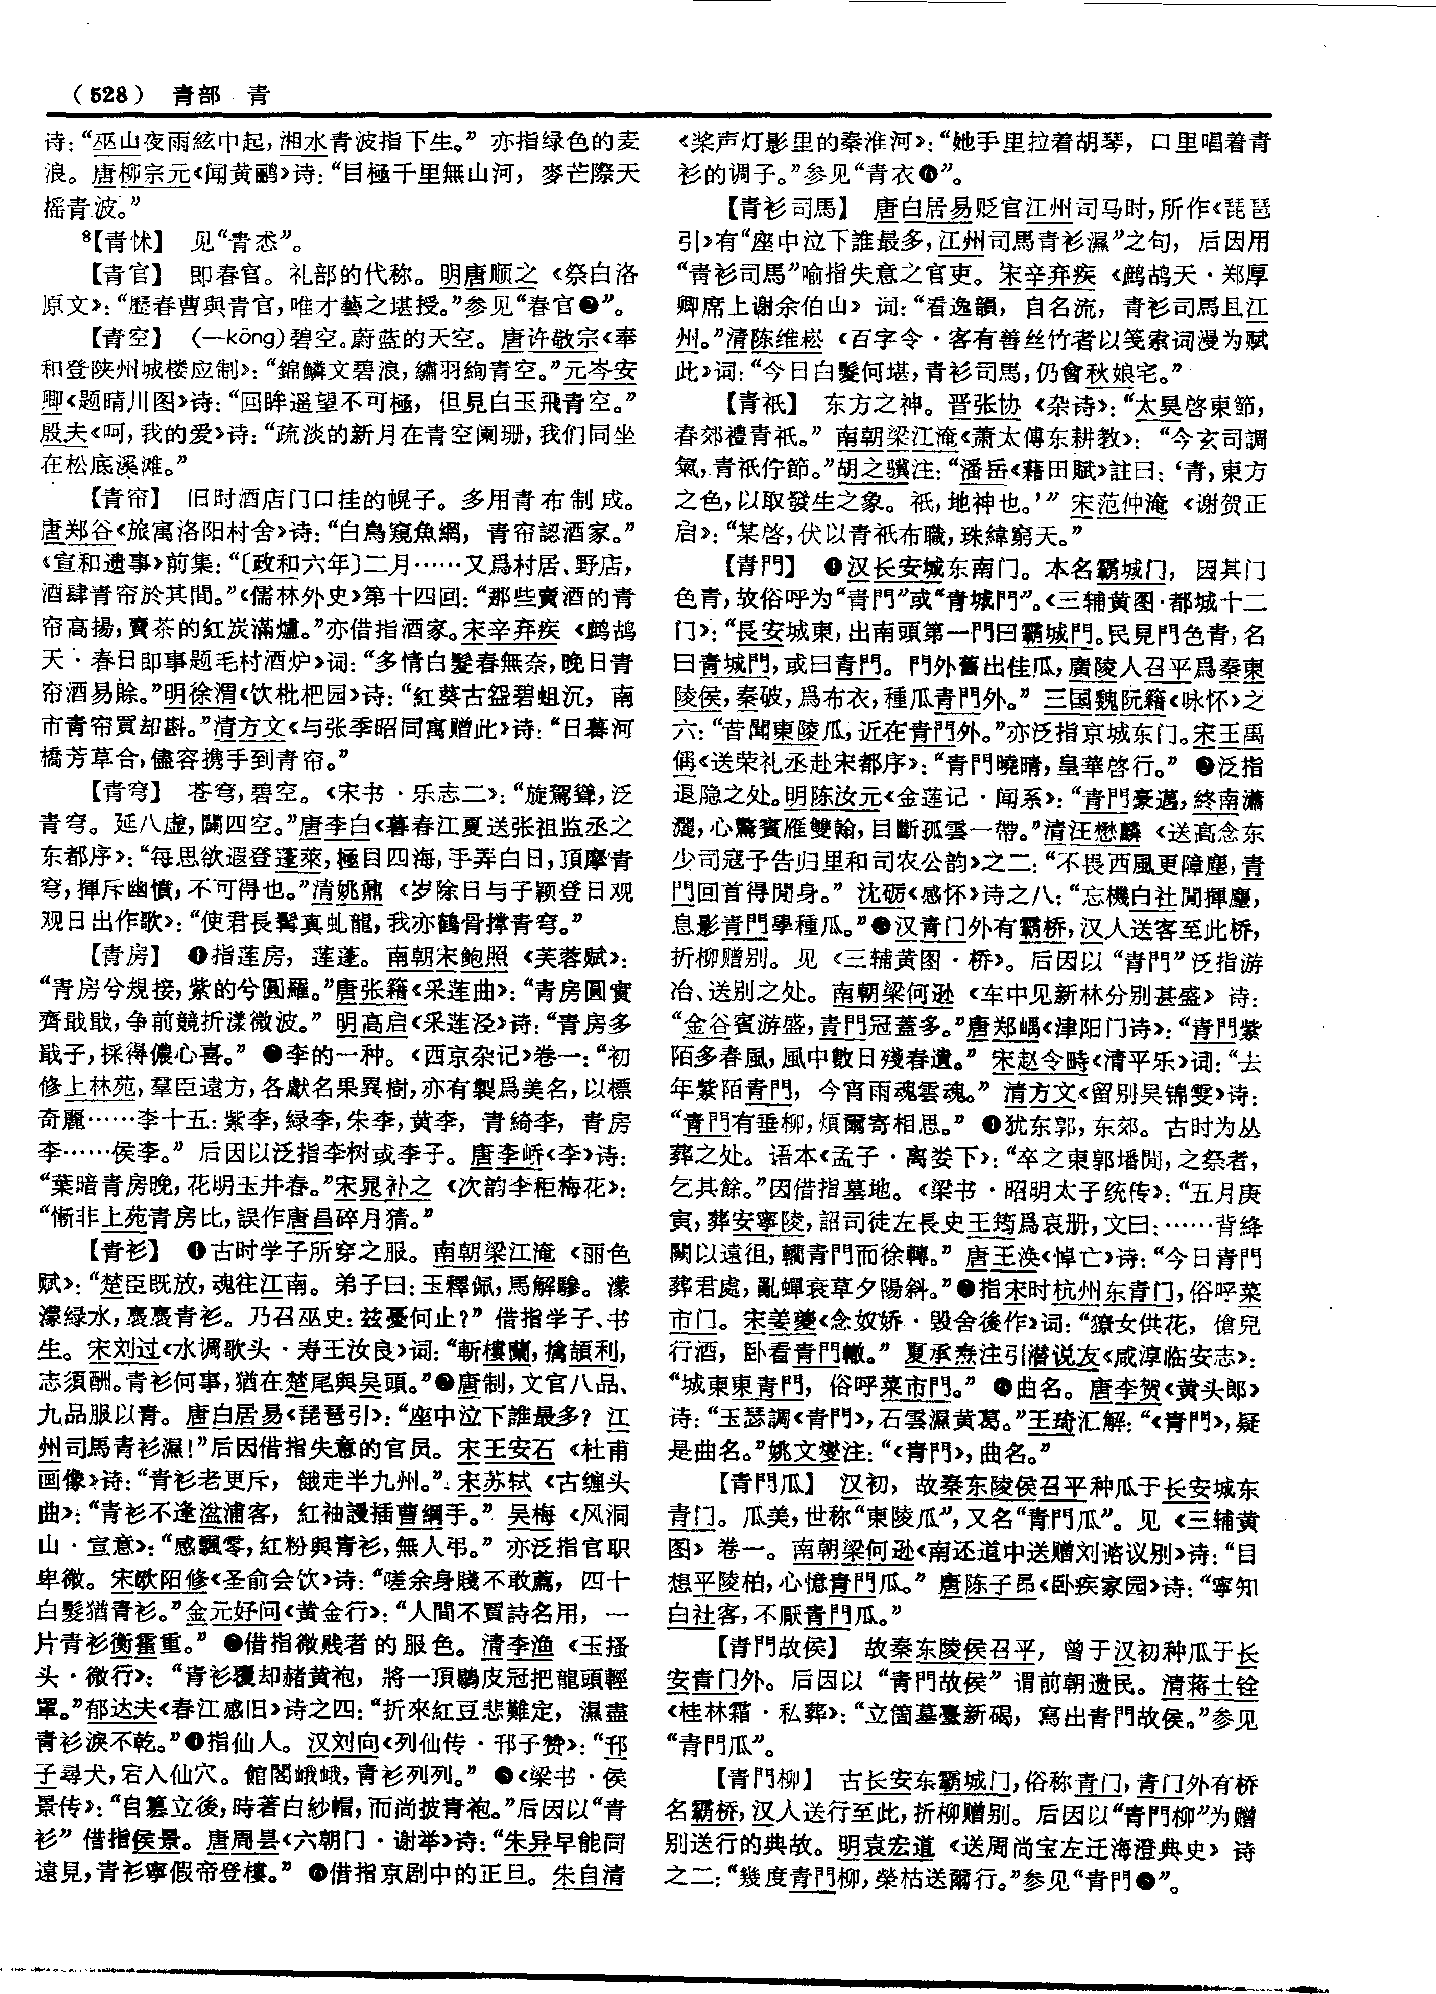 （528） 青部 青
诗：“巫山夜雨絃中起，湘水青波指下生。”亦指绿色的麦
浪。唐柳宗元《闻黄鹂》诗：“目極千里無山河，麥芒際天
摇青波。”
⁸【青㤜】 见“青悫”。
【青官】 即春官。礼部的代称。明唐顺之《祭白洛
原文》：“歷春曹與青官，唯才藝之堪授。”参见“春官❷”。
【青空】 （—kōng）碧空。蔚蓝的天空。唐许敬宗《奉
和登陕州城楼应制》：“錦鱗文碧浪，繡羽絢青空。”元岑安
卿《题晴川图》诗：“回眸遥望不可極，但見白玉飛青空。”
殷夫《呵，我的爱》诗：“疏淡的新月在青空阑珊，我们同坐
在松底溪滩。”
【青帘】 旧时酒店门口挂的幌子。多用青布制成。
唐郑谷《旅寓洛阳村舍》诗：“白鳥窺魚網，青帘認酒家。”
《宣和遗事》前集：“〔政和六年〕二月……又爲村居、野店，
酒肆青帘於其間。”《儒林外史》第十四回：“那些賣酒的青
帘高揚，賣茶的紅炭滿爐。”亦借指酒家。宋辛弃疾《鹧鸪
天·春日即事题毛村酒炉》词：“多情白髮春無奈，晚日青
帘酒易賒。”明徐渭《饮枇杷园》诗：“紅葵古鎰碧蛆沉，南
市青帘買却斟。”清方文《与张季昭同寓赠此》诗：“日暮河
橋芳草合，儘容携手到青帘。”
【青穹】 苍穹，碧空。《宋书·乐志二》：“旋駕聳，泛
青穹。延八虚，闢四空。”唐李白《暮春江夏送张祖监丞之
东都序》：“每思欲遐登蓬萊，極目四海，手弄白日，頂摩青
穹，揮斥幽憤，不可得也。”清姚鼐《岁除日与子颖登日观
观日出作歌》：“使君長髯真虬龍，我亦鶴骨撑青穹。”
【青房】 ❶指莲房，莲蓬。南朝宋鲍照《芙蓉赋》：
“青房兮規接，紫的兮圓羅。”唐张籍《采莲曲》：“青房圓實
齊戢戢，争前競折漾微波。”明高启《采莲泾》诗：“青房多
戢子，採得儂心喜。”❷李的一种。《西京杂记》卷一：“初
修上林苑，羣臣遠方，各獻名果異樹，亦有製爲美名，以標
奇麗……李十五：紫李，緑李，朱李，黄李，青綺李，青房
李……侯李。”后因以泛指李树或李子。唐李峤《李》诗：
“葉暗青房晚，花明玉井春。”宋晁补之《次韵李秬梅花》：
“慚非上苑青房比，誤作唐昌碎月猜。”
【青衫】 ❶古时学子所穿之服。南朝梁江淹《丽色
赋》：“楚臣既放，魂往江南。弟子曰：玉釋佩，馬解驂。濛
濛绿水，裛裛青衫。乃召巫史：兹憂何止？”借指学子、书
生。宋刘过《水调歌头·寿王汝良》词：“斬樓蘭，擒頡利，
志須酬。青衫何事，猶在楚尾與吴頭。”❷唐制，文官八品、
九品服以青。唐白居易《琵琶引》：“座中泣下誰最多？江
州司馬青衫濕！”后因借指失意的官员。宋王安石《杜甫
画像》诗：“青衫老更斥，餓走半九州。”宋苏轼《古缠头
曲》：“青衫不逢湓浦客，紅袖謾插曹綱手。”吴梅《风洞
山·宣意》：“感飄零，紅粉與青衫，無人弔。”亦泛指官职
卑微。宋欧阳修《圣俞会饮》诗：“嗟余身賤不敢薦，四十
白髮猶青衫。”金元好问《黄金行》：“人間不買詩名用，一
片青衫衡霍重。”❸借指微贱者的服色。清李渔《玉搔
头·微行》：“青衫覆却赭黄袍，將一頂鷸皮冠把龍頭輕
罩。”郁达夫《春江感旧》诗之四：“折來紅豆悲難定，濕盡
青衫淚不乾。”❹指仙人。汉刘向《列仙传·邗子赞》：“邗
子尋犬，宕入仙穴。館閣峨峨，青衫列列。”❺《梁书·侯
景传》：“自篡立後，時著白紗帽，而尚披青袍。”后因以“青
衫”借指侯景。唐周昙《六朝门·谢举》诗：“朱异早能同
遠見，青衫寧假帝登樓。”❻借指京剧中的正旦。朱自清
《桨声灯影里的秦淮河》：“她手里拉着胡琴，口里唱着青
衫的调子。”参见“青衣❻”。
【青衫司馬】 唐白居易贬官江州司马时，所作《琵琶
引》有“座中泣下誰最多，江州司馬青衫濕”之句，后因用
“青衫司馬”喻指失意之官吏。宋辛弃疾《鹧鸪天·郑厚
卿席上谢余伯山》词：“看逸韻，自名流，青衫司馬且江
州。”清陈维崧《百字令·客有善丝竹者以笺索词漫为赋
此》词：“今日白髮何堪，青衫司馬，仍會秋娘宅。”
【青祇】 东方之神。晋张协《杂诗》：“太昊啓東節，
春郊禮青祇。”南朝梁江淹《萧太傅东耕教》：“今玄司調
氣，青祇佇節。”胡之骥注：“潘岳《藉田賦》註曰：‘青，東方
之色，以取發生之象。祇，地神也。’”宋范仲淹《谢贺正
启》：“某啓，伏以青祇布職，珠緯窮天。”
【青門】 ❶汉长安城东南门。本名霸城门，因其门
色青，故俗呼为“青門”或“青城門”。《三辅黄图·都城十二
门》：“長安城東，出南頭第一門曰霸城門。民見門色青，名
曰青城門，或曰青門。門外舊出佳瓜，廣陵人召平爲秦東
陵侯，秦破，爲布衣，種瓜青門外。”三国魏阮籍《咏怀》之
六：“昔聞東陵瓜，近在青門外。”亦泛指京城东门。宋王禹
偁《送荣礼丞赴宋都序》：“青門曉晴，皇華啓行。”❷泛指
退隐之处。明陈汝元《金莲记·闻系》：“青門豪邁，終南瀟
灑，心驚賓雁雙翰，目斷孤雲一帶。”清汪懋麟《送高念东
少司寇予告归里和司农公韵》之二：“不畏西風更障塵，青
門回首得閒身。”沈砺《感怀》诗之八：“忘機白社閒揮麈，
息影青門學種瓜。”❸汉青门外有霸桥，汉人送客至此桥，
折柳赠别。见《三辅黄图·桥》。后因以“青門”泛指游
冶、送别之处。南朝梁何逊《车中见新林分别甚盛》诗：
“金谷賓游盛，青門冠蓋多。”唐郑嵎《津阳门诗》：“青門紫
陌多春風，風中數日殘春遺。”宋赵令畤《清平乐》词：“去
年紫陌青門，今宵雨魂雲魂。”清方文《留别吴锦雯》诗：
“青門有垂柳，煩爾寄相思。”❹犹东郭，东郊。古时为丛
葬之处。语本《孟子·离娄下》：“卒之東郭墦閒，之祭者，
乞其餘。”因借指墓地。《梁书·昭明太子统传》：“五月庚
寅，葬安寧陵，詔司徒左長史王筠爲哀册，文曰：……背絳
闕以遠徂，轥青門而徐轉。”唐王涣《悼亡》诗：“今日青門
葬君處，亂蟬衰草夕陽斜。”❺指宋时杭州东青门，俗呼菜
市门。宋姜夔《念奴娇·毁舍後作》词：“獠女供花，傖兒
行酒，卧看青門轍。”夏承焘注引潜说友《咸淳临安志》：
“城東東青門，俗呼菜市門。”❻曲名。唐李贺《黄头郎》
诗：“玉瑟調《青門》，石雲濕黄葛。”王琦汇解：“《青門》，疑
是曲名。”姚文燮注：“《青門》，曲名。”
【青門瓜】 汉初，故秦东陵侯召平种瓜于长安城东
青门。瓜美，世称“東陵瓜”，又名“青門瓜”。见《三辅黄
图》卷一。南朝梁何逊《南还道中送赠刘谘议别》诗：“目
想平陵柏，心憶青門瓜。”唐陈子昂《卧疾家园》诗：“寧知
白社客，不厭青門瓜。”
【青門故侯】 故秦东陵侯召平，曾于汉初种瓜于长
安青门外。后因以“青門故侯”谓前朝遗民。清蒋士铨
《桂林霜·私葬》：“立箇墓臺新碣，寫出青門故侯。”参见
“青門瓜”。
【青門柳】 古长安东霸城门，俗称青门，青门外有桥
名霸桥，汉人送行至此，折柳赠别。后因以“青門柳”为赠
别送行的典故。明袁宏道《送周尚宝左迁海澄典史》诗
之二：“幾度青門柳，榮枯送爾行。”参见“青門❸”。